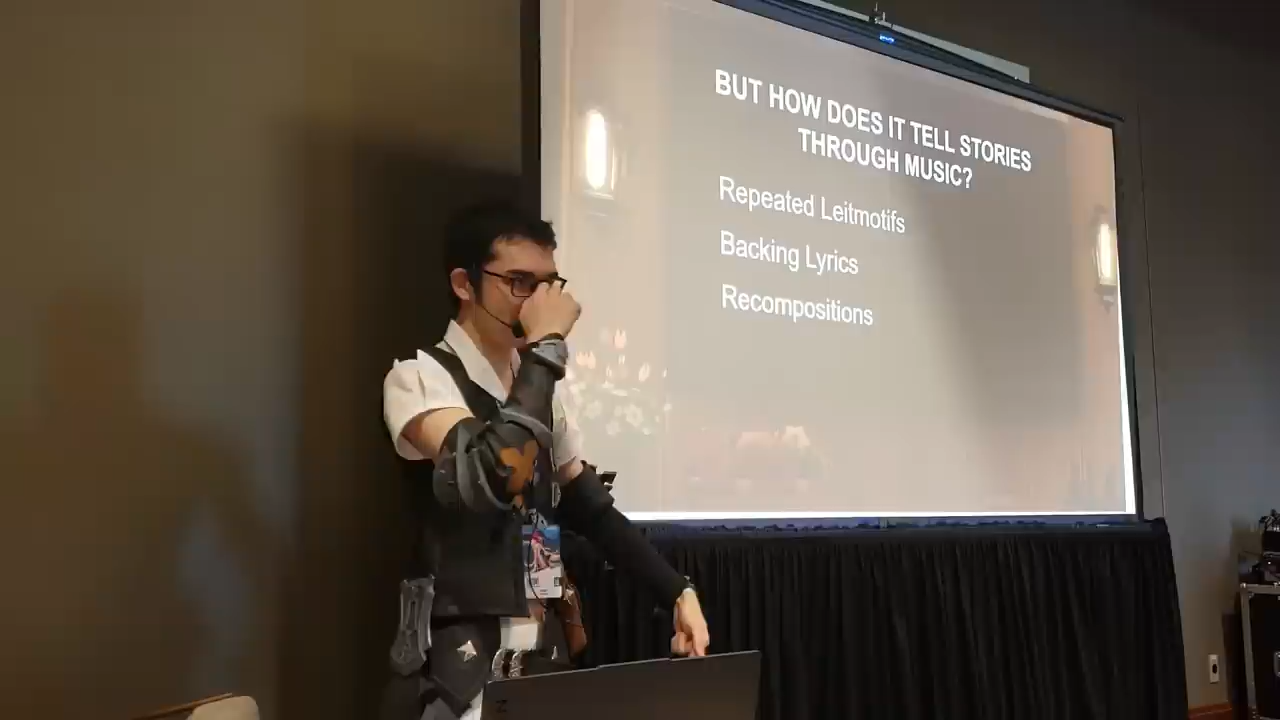 BUT HOW DOES IT TELL STORIES
THROUGH MUSIC?
Repeated Leitmotifs
Backing Lyrics
Recompositions